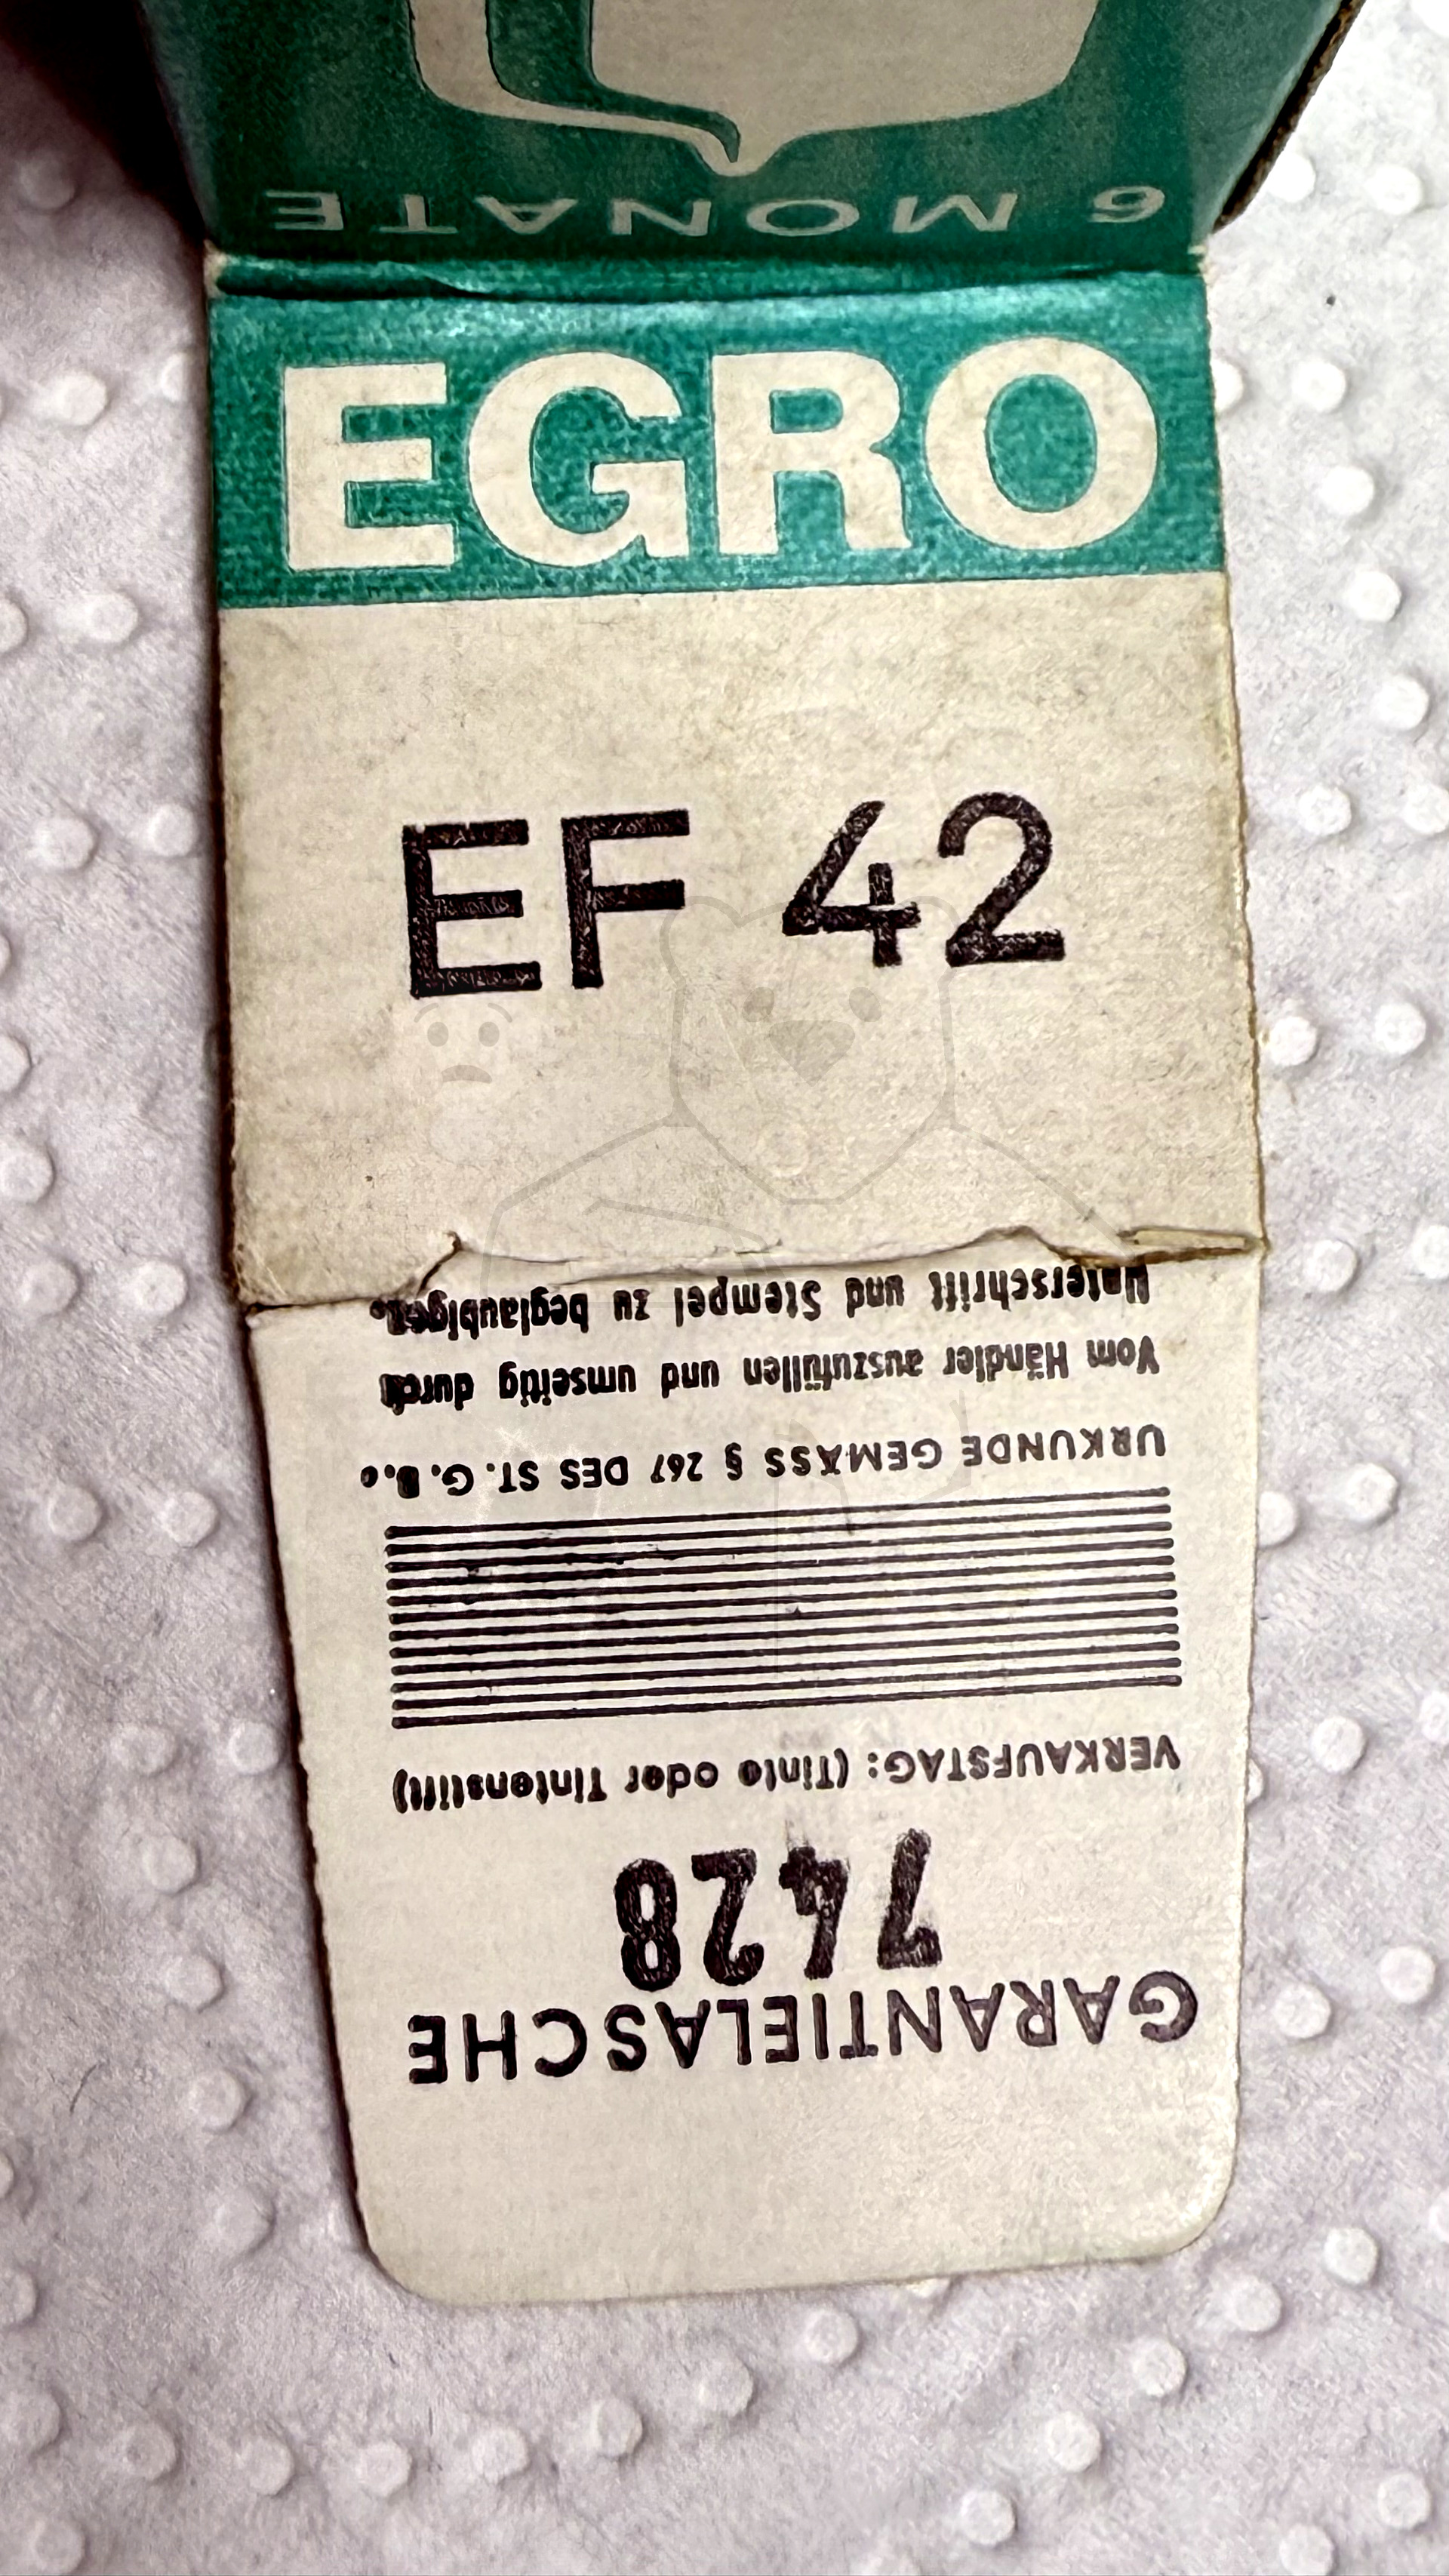 6 MONATE
EGRO
EF 42
GARANTIELASCHE
7428
VERKAUFSTAG: (Tinte oder Tintenstift)
URKUNDE GEMÄSS § 267 DES ST.G.B.
Vom Händler auszufüllen und umseitig durch
Unterschrift und Stempel zu beglaubigen.